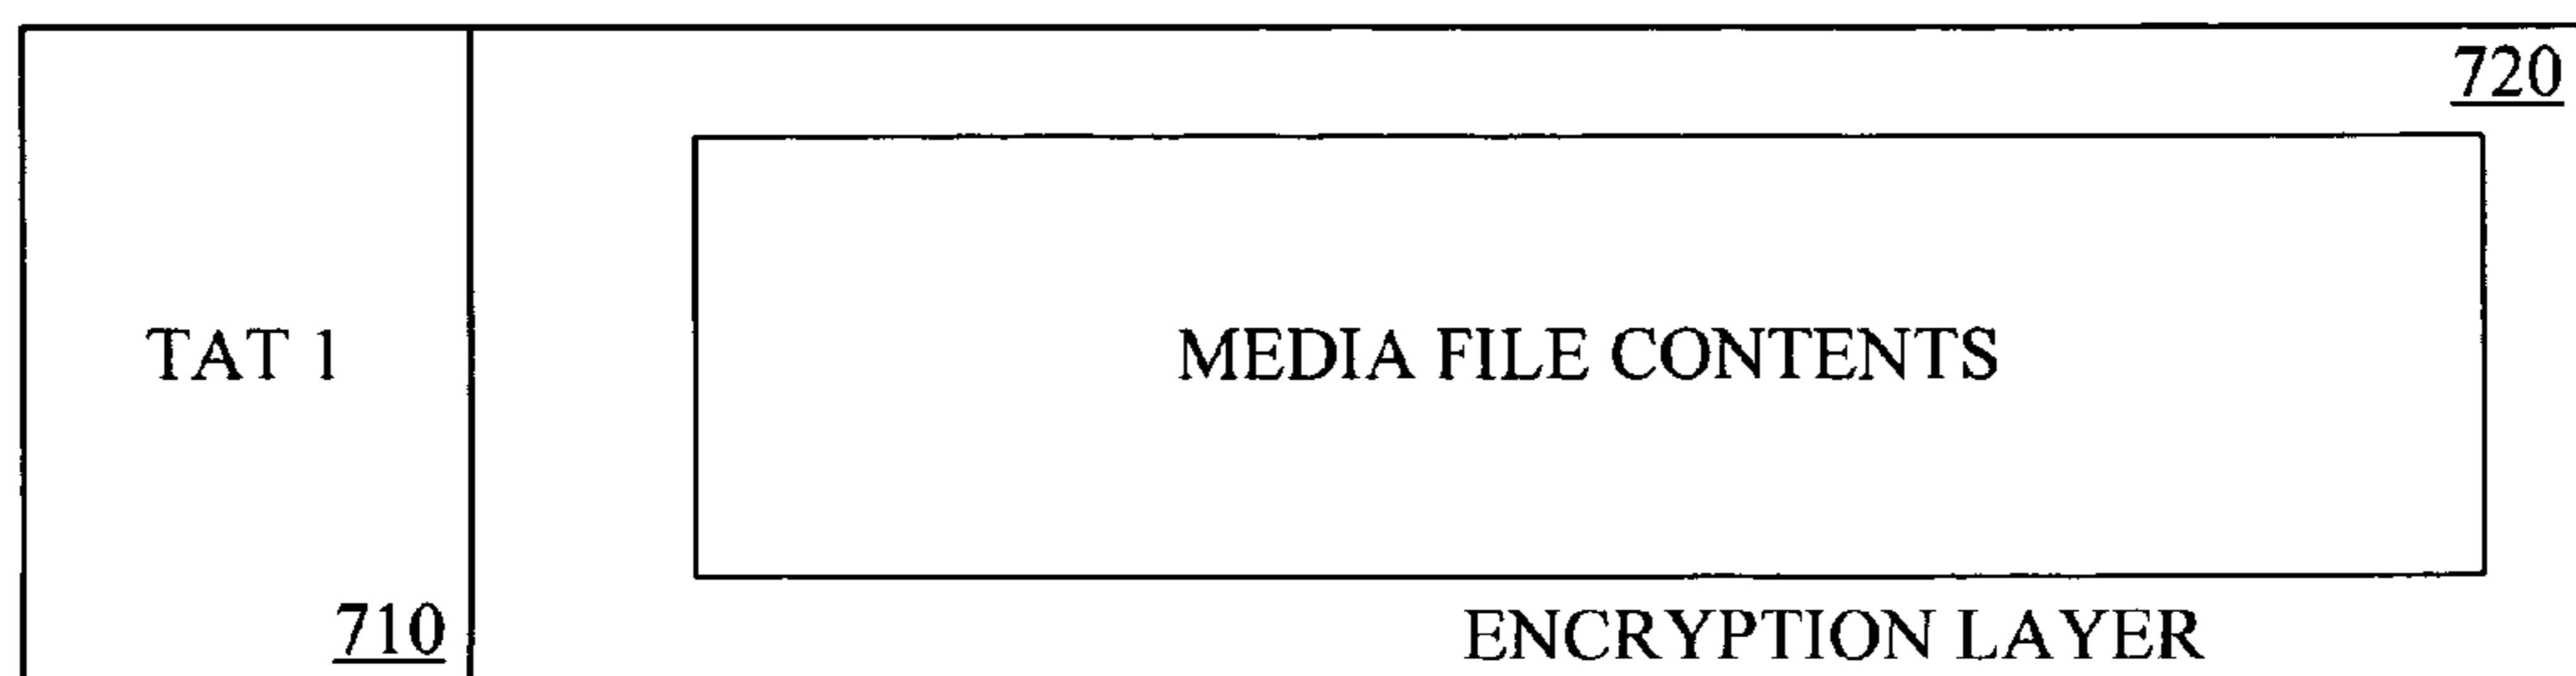 720
TAT 1
MEDIA FILE CONTENTS
710
ENCRYPTION LAYER